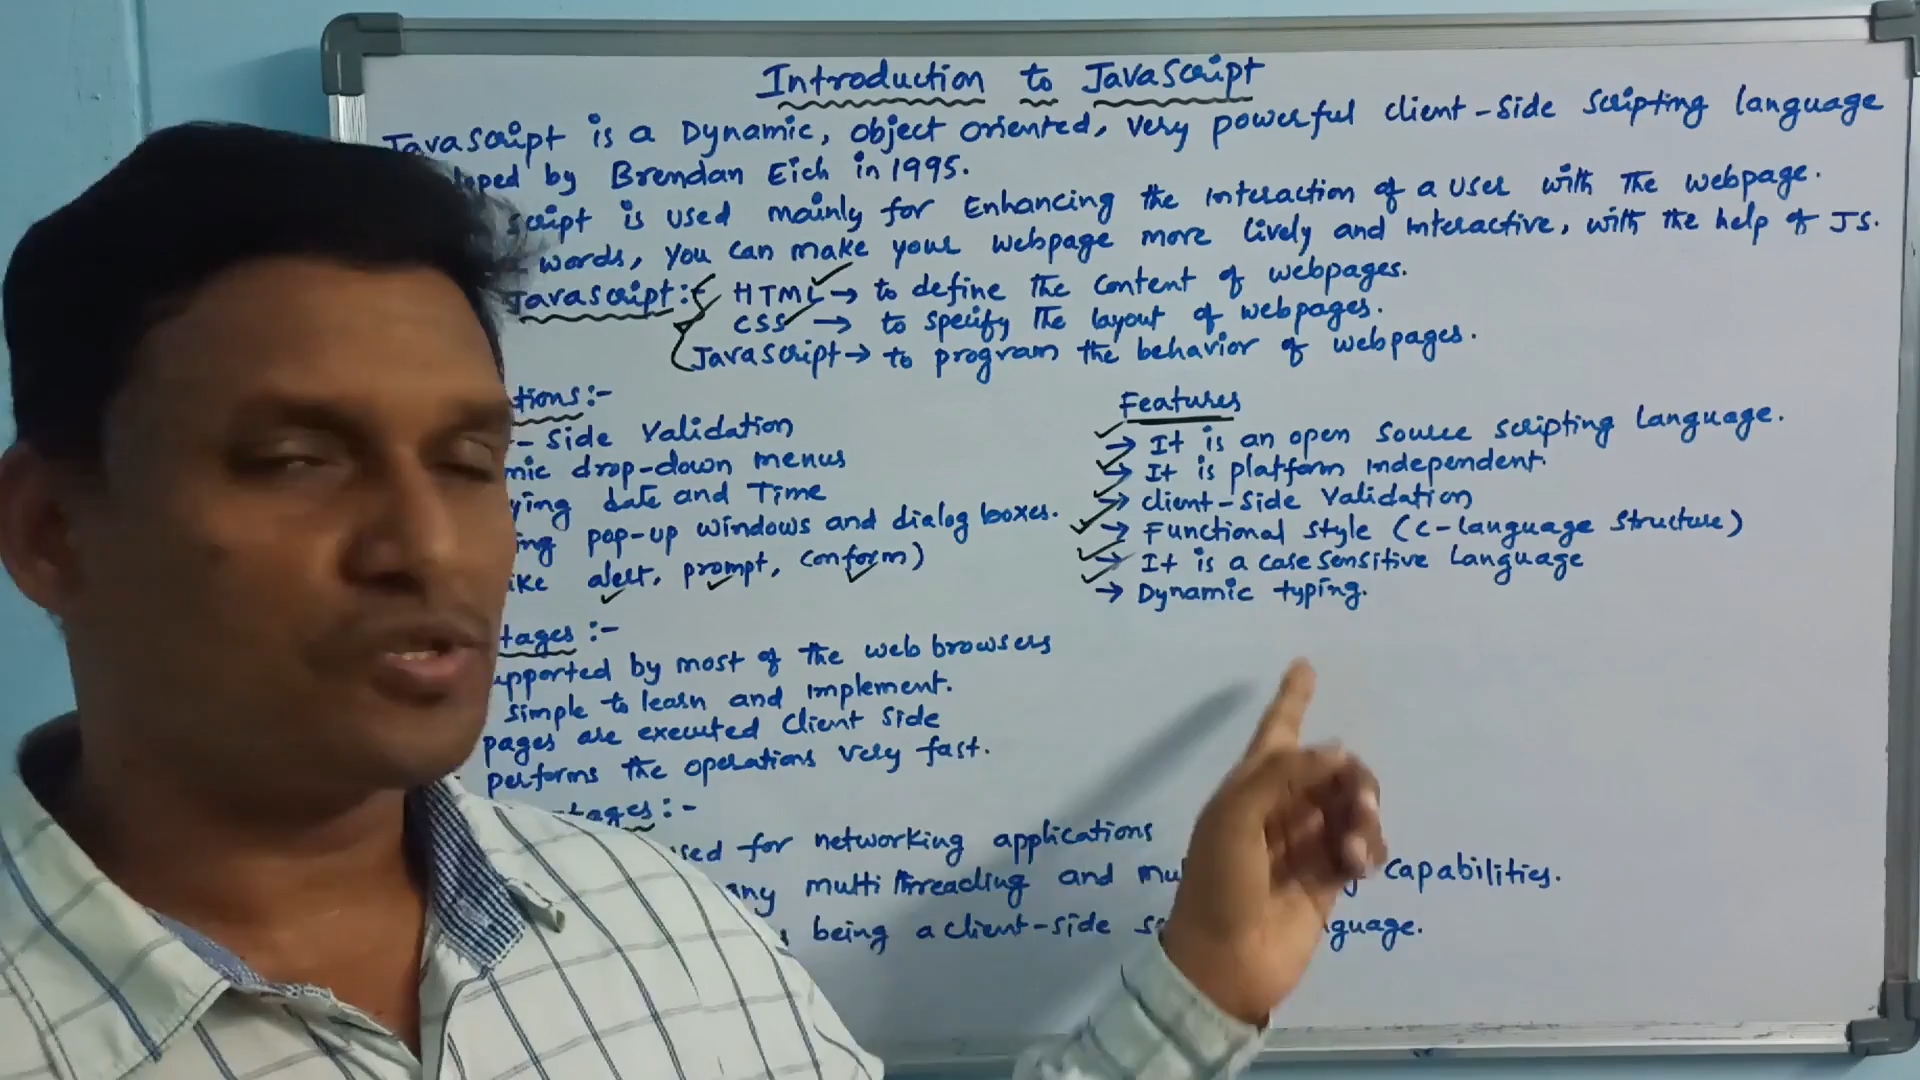 Introduction to JavaScript
JavaScript is a Dynamic, object oriented, very powerful client-side scripting language
by Brendan Eich in 1995.
is used mainly for Enhancing the interaction of a user with the webpage.
words, you can make your webpage more lively and interactive, with the help of JS.
Javascript:- HTML → to define the content of webpages.
CSS → to specify the layout of webpages.
JavaScript → to program the behavior of webpages.
tions:-
- side validation
mic drop-down menus
ying date and Time
ing pop-up windows and dialog boxes.
ike alert, prompt, conform)
Features
→ It is an open source scripting language.
→ It is platform independent.
→ client-side validation
→ Functional style (c-language structure)
→ It is a case sensitive language
→ Dynamic typing.
tages :-
upported by most of the web browsers
simple to learn and implement.
pages are executed client side
performs the operations very fast.
tages:-
sed for networking applications
any multi threading and mu capabilities.
being a client-side s nguage.